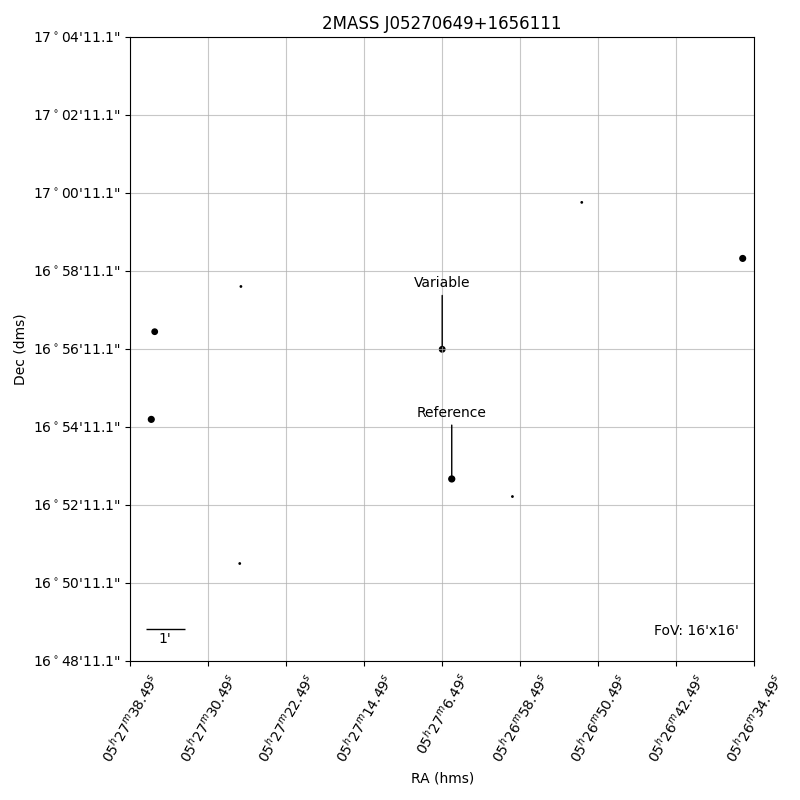 2MASS J05270649+1656111
17°04'11.1"
17°02'11.1"
17°00'11.1"
16°58'11.1"
Variable
16°56'11.1"
Reference
16°54'11.1"
16°52'11.1"
16°50'11.1"
1'
FoV: 16'x16'
16°48'11.1"
Dec (dms)
05ʰ27ᵐ38.49ˢ
05ʰ27ᵐ30.49ˢ
05ʰ27ᵐ22.49ˢ
05ʰ27ᵐ14.49ˢ
05ʰ27ᵐ6.49ˢ
05ʰ26ᵐ58.49ˢ
05ʰ26ᵐ50.49ˢ
05ʰ26ᵐ42.49ˢ
05ʰ26ᵐ34.49ˢ
RA (hms)